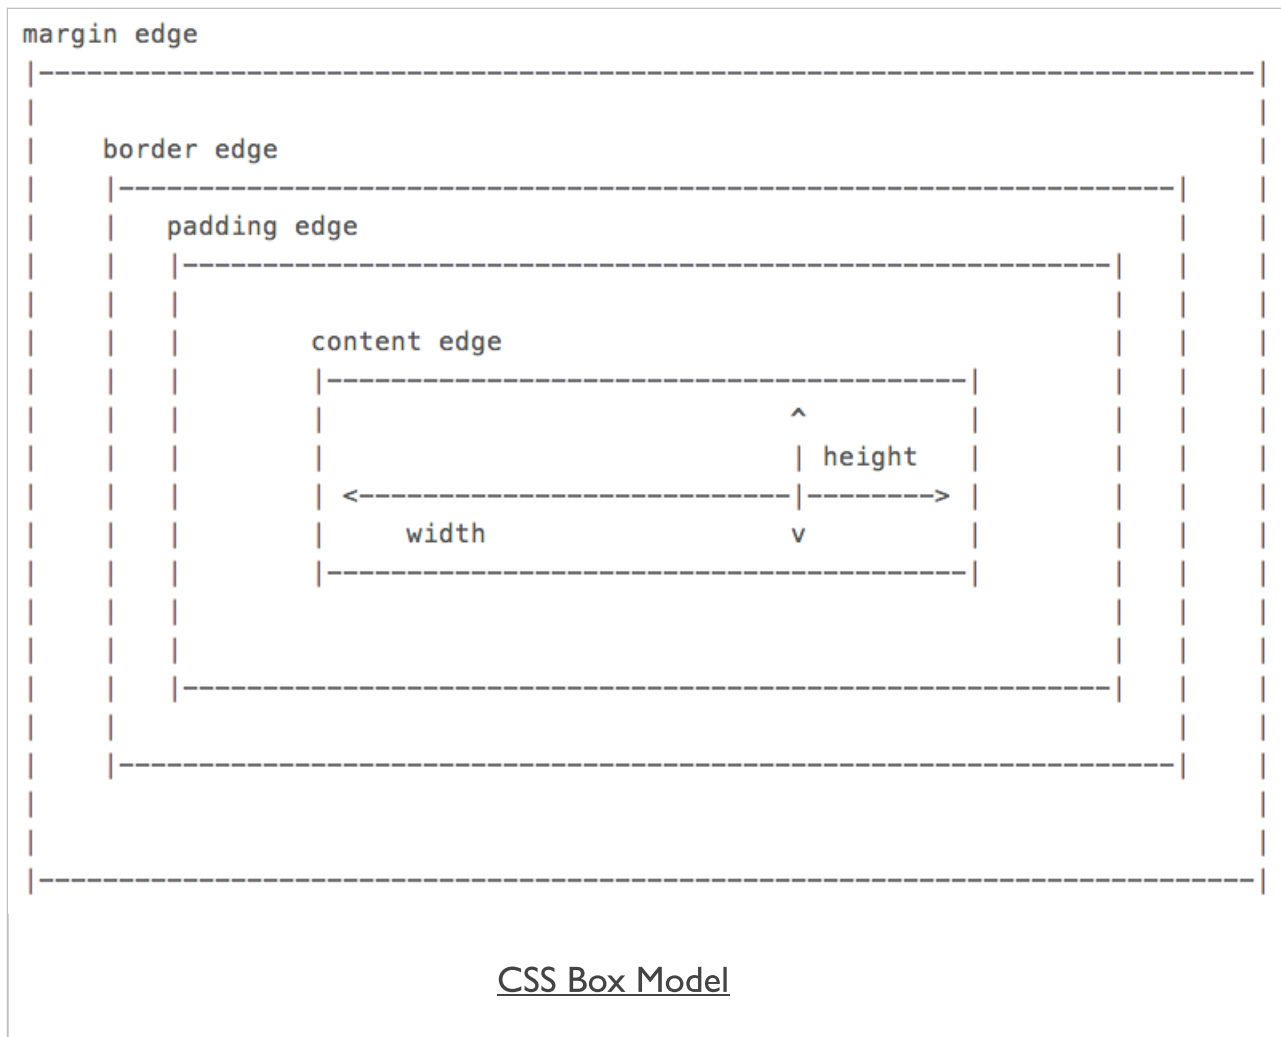 margin edge
border edge
padding edge
content edge
height
width
v
CSS Box Model